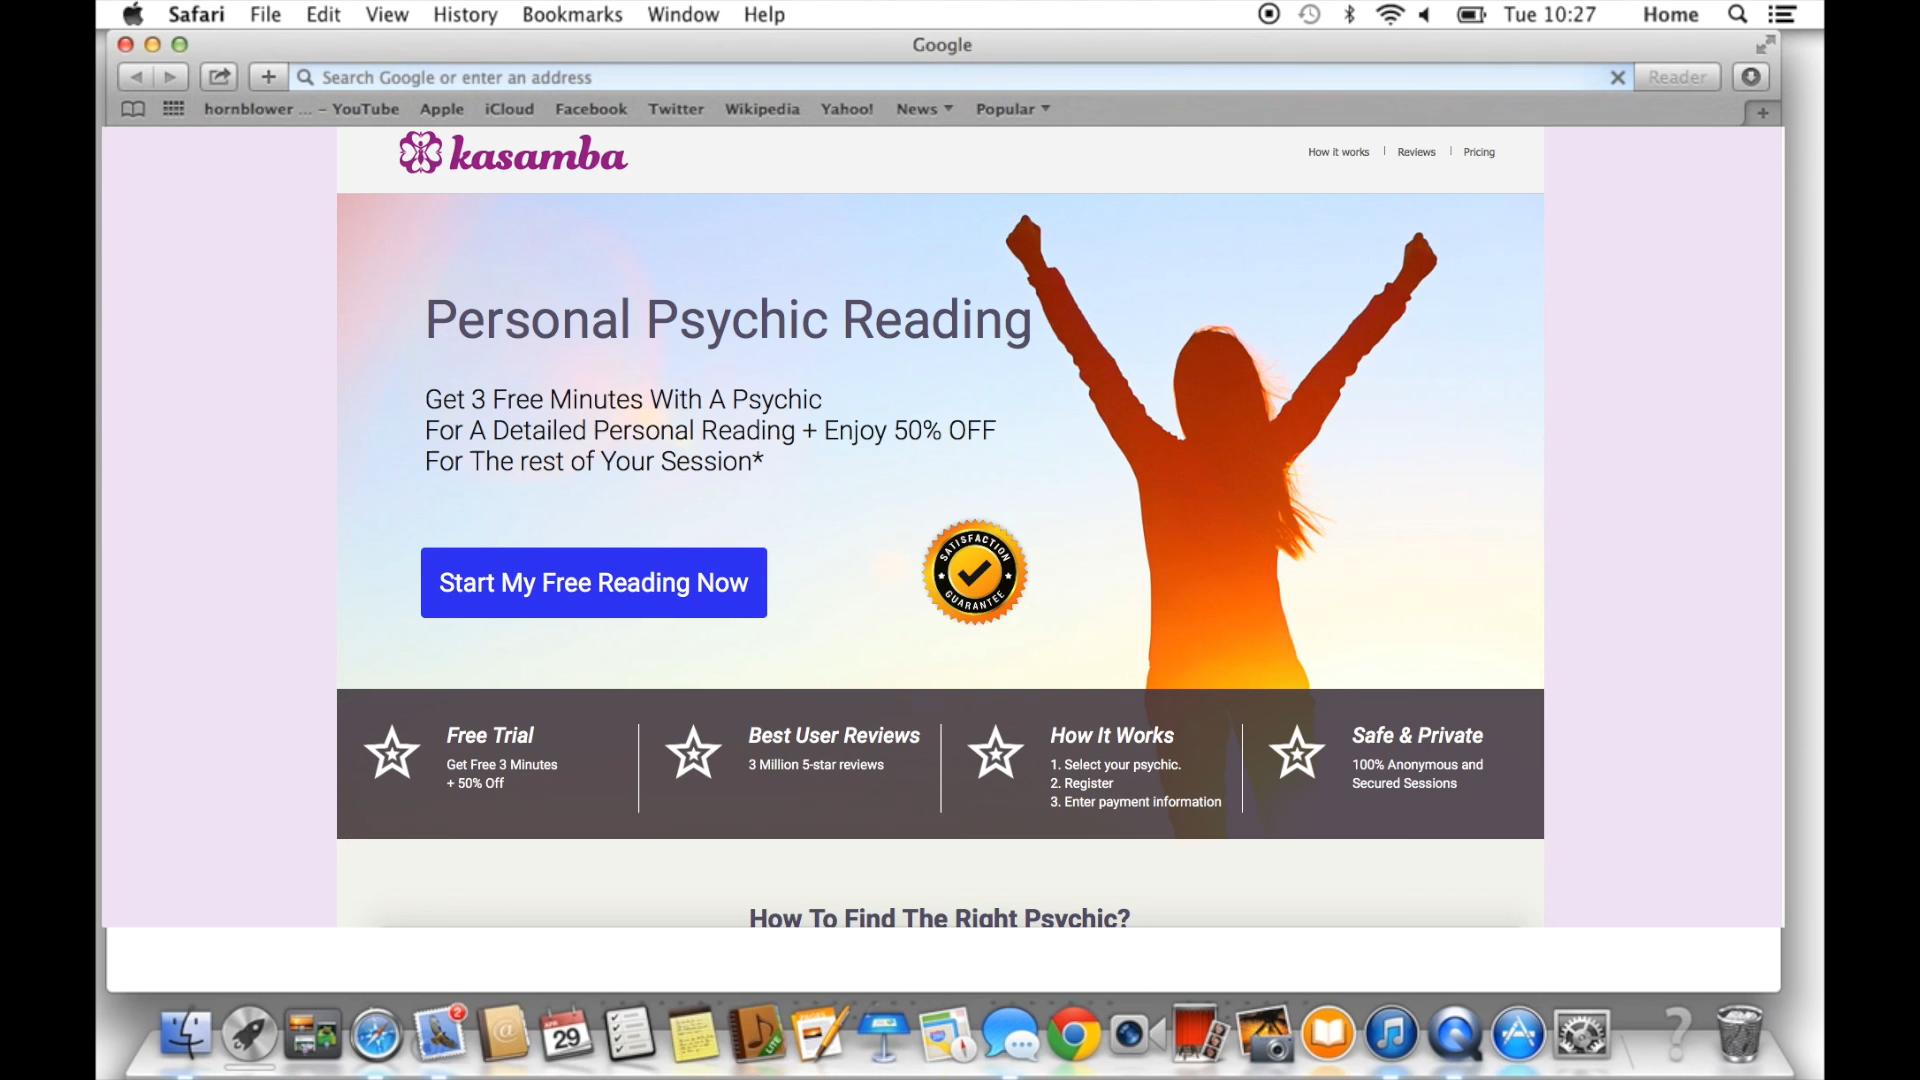 Safari File Edit View History Bookmarks Window Help Tue 10:27 Home
Google
Search Google or enter an address Reader
hornblower ... – YouTube Apple iCloud Facebook Twitter Wikipedia Yahoo! News Popular
kasamba
How it works Reviews Pricing
Personal Psychic Reading
Get 3 Free Minutes With A Psychic
For A Detailed Personal Reading + Enjoy 50% OFF
For The rest of Your Session*
SATISFACTION
GUARANTEE
Start My Free Reading Now
Free Trial
Get Free 3 Minutes
+ 50% Off
Best User Reviews
3 Million 5-star reviews
How It Works
1. Select your psychic.
2. Register
3. Enter payment information
Safe & Private
100% Anonymous and
Secured Sessions
How To Find The Right Psychic?
2
APR
29
LITE
PAGES